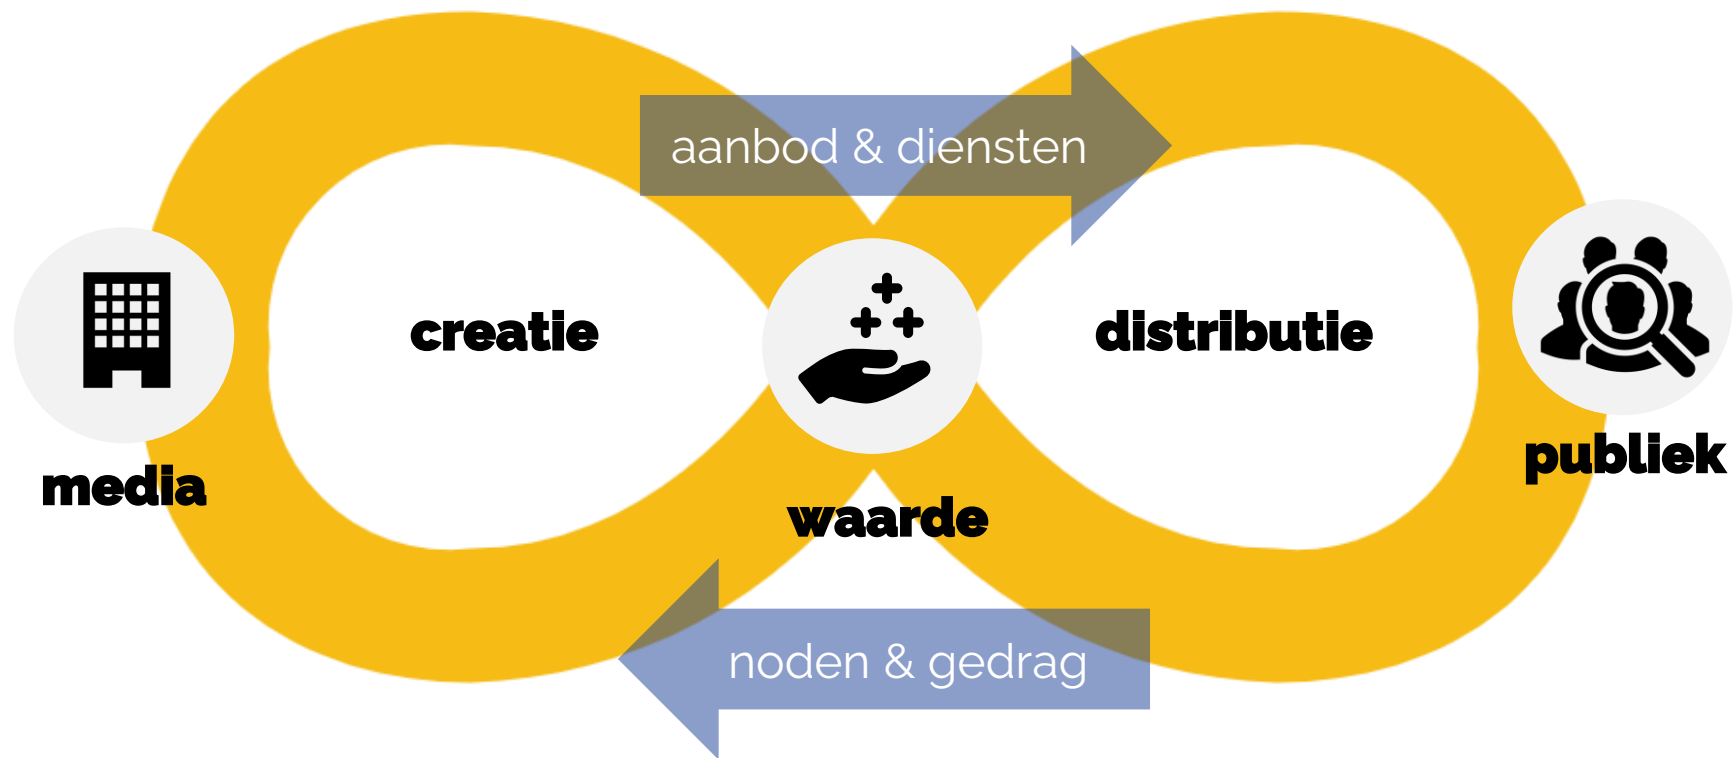 aanbod & diensten
creatie
distributie
media
publiek
waarde
noden & gedrag